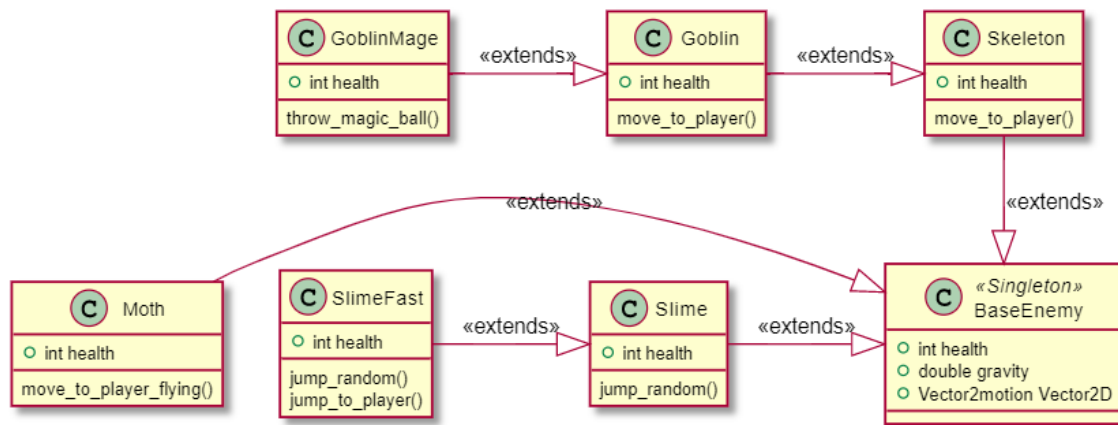 C GoblinMage
int health
throw_magic_ball()
«extends»
C Goblin
int health
move_to_player()
«extends»
C Skeleton
int health
move_to_player()
«extends»
«extends»
C Moth
int health
move_to_player_flying()
C SlimeFast
int health
jump_random()
jump_to_player()
«extends»
C Slime
int health
jump_random()
«extends»
C «Singleton»
BaseEnemy
int health
double gravity
Vector2motion Vector2D